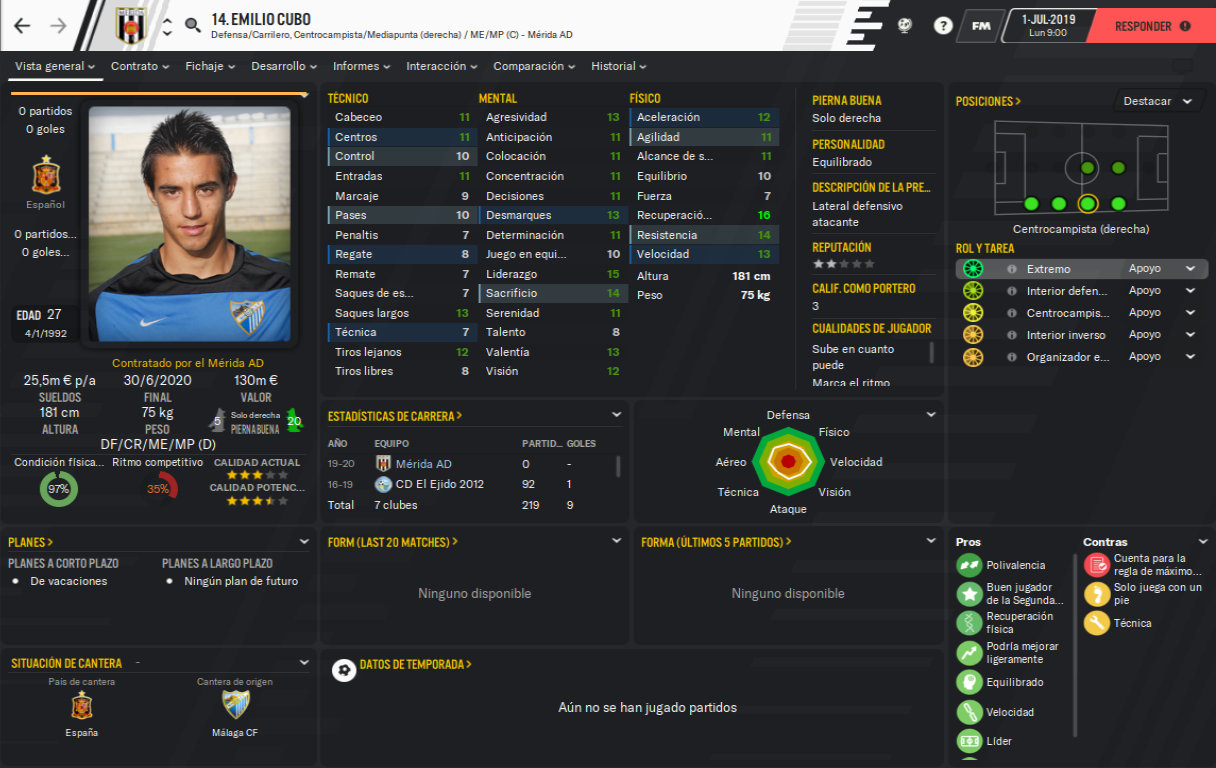 14. EMILIO CUBO
Defensa/Carrilero, Centrocampista/Mediapunta (derecha) / ME/MP (C) - Mérida AD
?
FM
1-JUL-2019
Lun 9:00
RESPONDER
Vista general
Contrato
Fichaje
Desarrollo
Informes
Interacción
Comparación
Historial
0 partidos
0 goles
Español
0 partidos...
0 goles...
EDAD 27
4/1/1992
Contratado por el Mérida AD
25,5m € p/a
SUELDOS
30/6/2020
FINAL
130m €
VALOR
181 cm
ALTURA
75 kg
PESO
5
Solo derecha
PIERNA BUENA
20
DF/CR/ME/MP (D)
Condición física...
97%
Ritmo competitivo
35%
CALIDAD ACTUAL
CALIDAD POTENC...
TÉCNICO
Cabeceo 11
Centros 11
Control 10
Entradas 11
Marcaje 9
Pases 10
Penaltis 7
Regate 8
Remate 7
Saques de es... 7
Saques largos 13
Técnica 7
Tiros lejanos 12
Tiros libres 8
MENTAL
Agresividad 13
Anticipación 11
Colocación 11
Concentración 11
Decisiones 11
Desmarques 13
Determinación 11
Juego en equi... 10
Liderazgo 15
Sacrificio 14
Serenidad 11
Talento 8
Valentía 13
Visión 12
FÍSICO
Aceleración 12
Agilidad 11
Alcance de s... 11
Equilibrio 10
Fuerza 7
Recuperació... 16
Resistencia 14
Velocidad 13
Altura 181 cm
Peso 75 kg
PIERNA BUENA
Solo derecha
PERSONALIDAD
Equilibrado
DESCRIPCIÓN DE LA PRE...
Lateral defensivo
atacante
REPUTACIÓN
CALIF. COMO PORTERO
3
CUALIDADES DE JUGADOR
Sube en cuanto
puede
Marca el ritmo
POSICIONES >
Destacar
Centrocampista (derecha)
ROL Y TAREA
Extremo Apoyo
Interior defen... Apoyo
Centrocampis... Apoyo
Interior inverso Apoyo
Organizador e... Apoyo
ESTADÍSTICAS DE CARRERA >
AÑO EQUIPO PARTID... GOLES
19-20 Mérida AD 0 -
16-19 CD El Ejido 2012 92 1
Total 7 clubes 219 9
Defensa
Físico
Velocidad
Visión
Ataque
Técnica
Aéreo
Mental
PLANES >
PLANES A CORTO PLAZO
De vacaciones
PLANES A LARGO PLAZO
Ningún plan de futuro
FORM (LAST 20 MATCHES) >
Ninguno disponible
FORMA (ÚLTIMOS 5 PARTIDOS) >
Ninguno disponible
Pros
Polivalencia
Buen jugador
de la Segunda...
Recuperación
física
Podría mejorar
ligeramente
Equilibrado
Velocidad
Líder
Contras
Cuenta para la
regla de máximo...
Solo juega con un
pie
Técnica
SITUACIÓN DE CANTERA -
País de cantera
España
Cantera de origen
Málaga CF
DATOS DE TEMPORADA >
Aún no se han jugado partidos